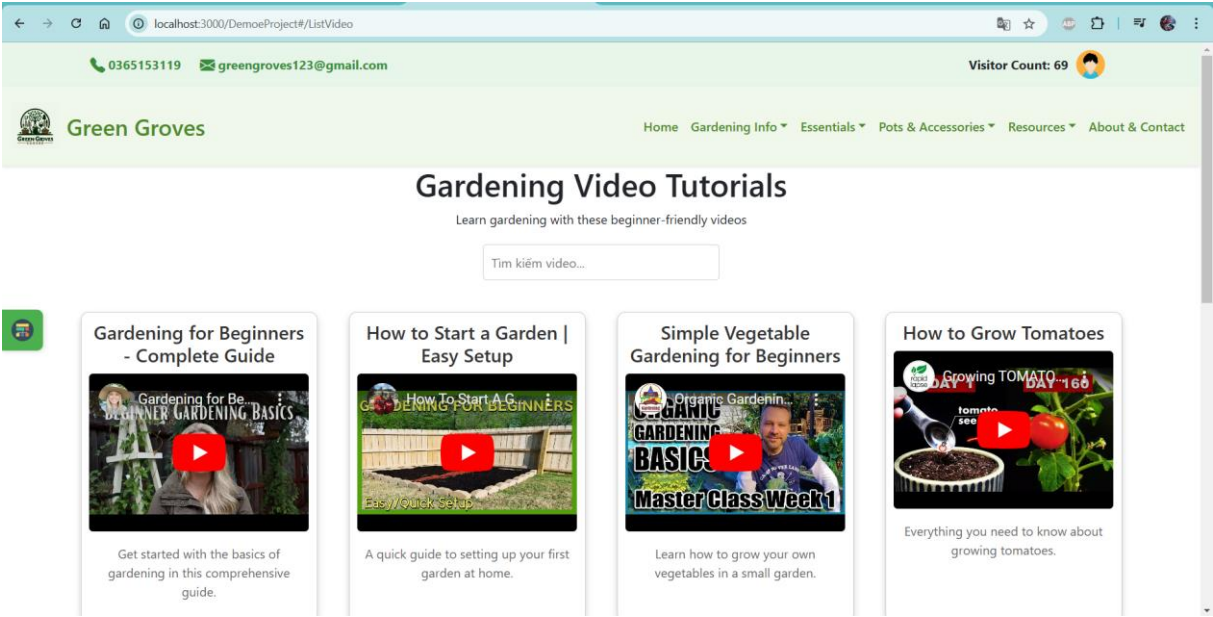 localhost:3000/DemoeProject#/ListVideo
0365153119 greengroves123@gmail.com Visitor Count: 69
Green Groves Home Gardening Info Essentials Pots & Accessories Resources About & Contact
Gardening Video Tutorials
Learn gardening with these beginner-friendly videos
Tìm kiếm video...
Gardening for Beginners
- Complete Guide
Gardening for Be...
BEGINNER GARDENING BASICS
Get started with the basics of
gardening in this comprehensive
guide.
How to Start a Garden |
Easy Setup
How To Start A G...
GARDENING FOR BEGINNERS
Easy/Quick Setup
A quick guide to setting up your first
garden at home.
Simple Vegetable
Gardening for Beginners
Organic Gardenin...
ORGANIC
GARDENING
BASICS
Master Class Week 1
Learn how to grow your own
vegetables in a small garden.
How to Grow Tomatoes
rapid
lapse
Growing TOMATO...
DAY 1 DAY 160
tomato
Everything you need to know about
growing tomatoes.